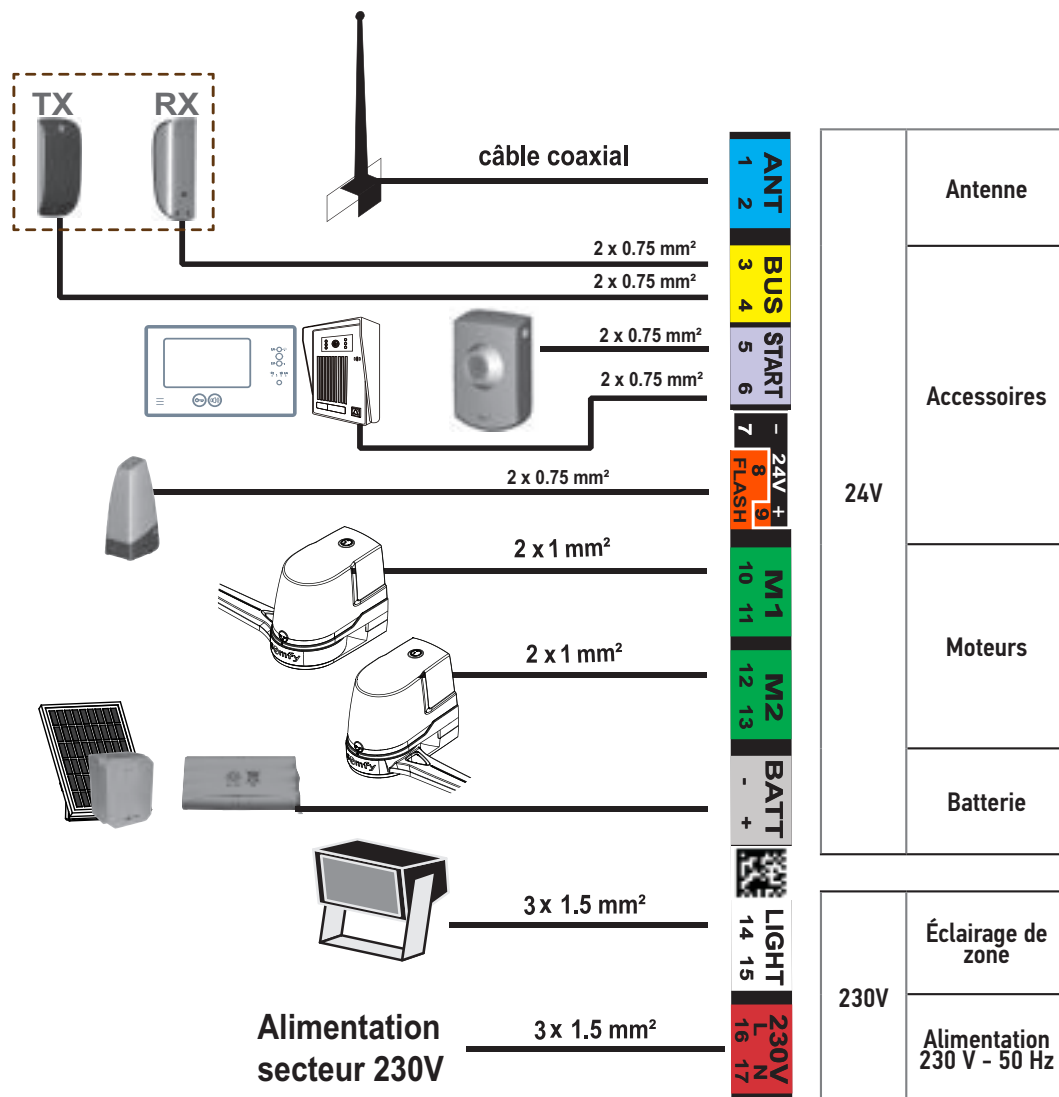 TX
RX
câble coaxial
2 x 0.75 mm²
2 x 0.75 mm²
2 x 0.75 mm²
2 x 0.75 mm²
2 x 0.75 mm²
2 x 1 mm²
2 x 1 mm²
3 x 1.5 mm²
Alimentation
secteur 230V
3 x 1.5 mm²
ANT
1 2
BUS
3 4
START
5 6
- 24V +
7 8 9
FLASH
M1
10 11
M2
12 13
BATT
- +
LIGHT
14 15
230V
L N
16 17
24V
Antenne
Accessoires
Moteurs
Batterie
230V
Éclairage de
zone
Alimentation
230 V - 50 Hz